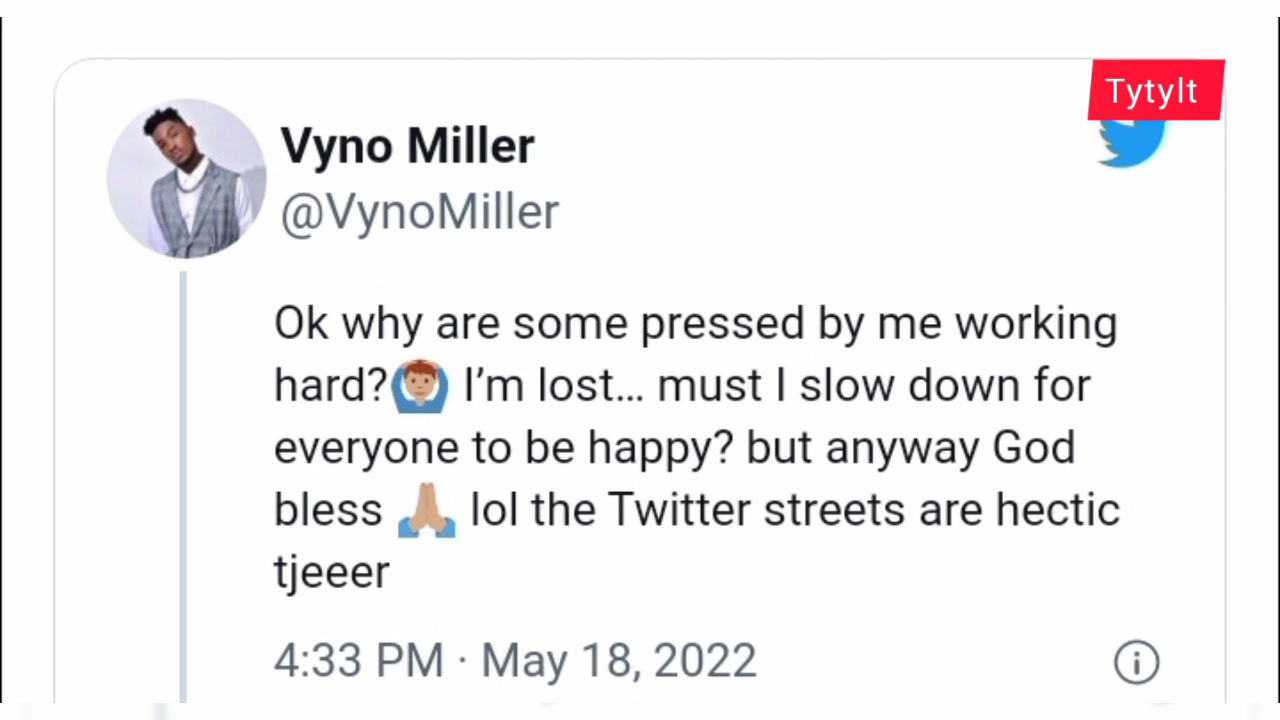 TytyIt
Vyno Miller
@VynoMiller
Ok why are some pressed by me working
hard?🙆🏽‍♂️ I’m lost… must I slow down for
everyone to be happy? but anyway God
bless 🙏🏽 lol the Twitter streets are hectic
tjeeer
4:33 PM · May 18, 2022